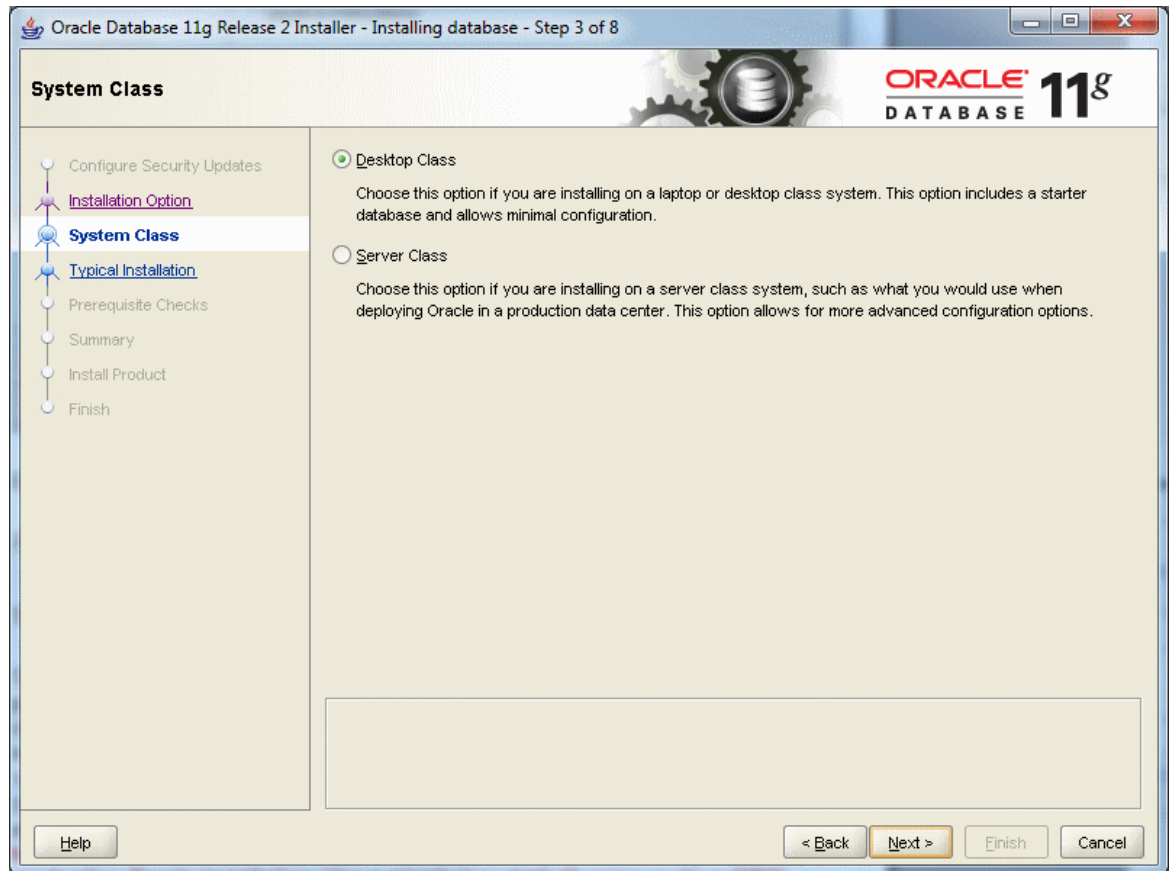 Oracle Database 11g Release 2 Installer - Installing database - Step 3 of 8
System Class
ORACLE 11g
DATABASE
Configure Security Updates
Installation Option
System Class
Typical Installation
Prerequisite Checks
Summary
Install Product
Finish
Desktop Class
Choose this option if you are installing on a laptop or desktop class system. This option includes a starter
database and allows minimal configuration.
Server Class
Choose this option if you are installing on a server class system, such as what you would use when
deploying Oracle in a production data center. This option allows for more advanced configuration options.
Help
< Back
Next >
Finish
Cancel